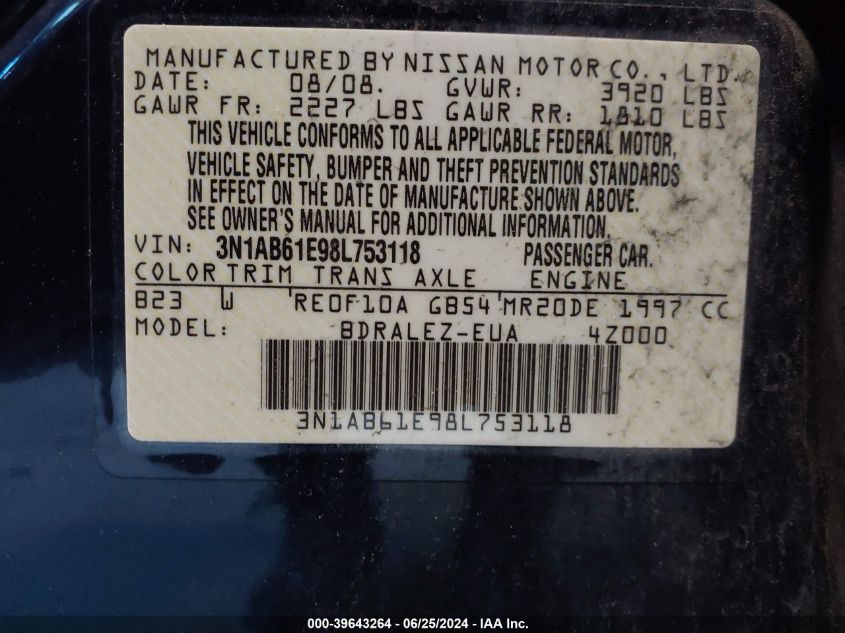 MANUFACTURED BY NISSAN MOTOR CO., LTD.
DATE: 08/08. GVWR: 3920 LBS
GAWR FR: 2227 LBS GAWR RR: 1810 LBS
THIS VEHICLE CONFORMS TO ALL APPLICABLE FEDERAL MOTOR,
VEHICLE SAFETY, BUMPER AND THEFT PREVENTION STANDARDS
IN EFFECT ON THE DATE OF MANUFACTURE SHOWN ABOVE.
SEE OWNER'S MANUAL FOR ADDITIONAL INFORMATION.
VIN: 3N1AB61E98L753118 PASSENGER CAR.
COLOR TRIM TRANS AXLE ENGINE
B23 W RE0F10A GB54 MR20DE 1997 CC
MODEL: BDRALEZ-EUA 4Z000
3N1AB61E98L753118
000-39643264 - 06/25/2024 - IAA Inc.